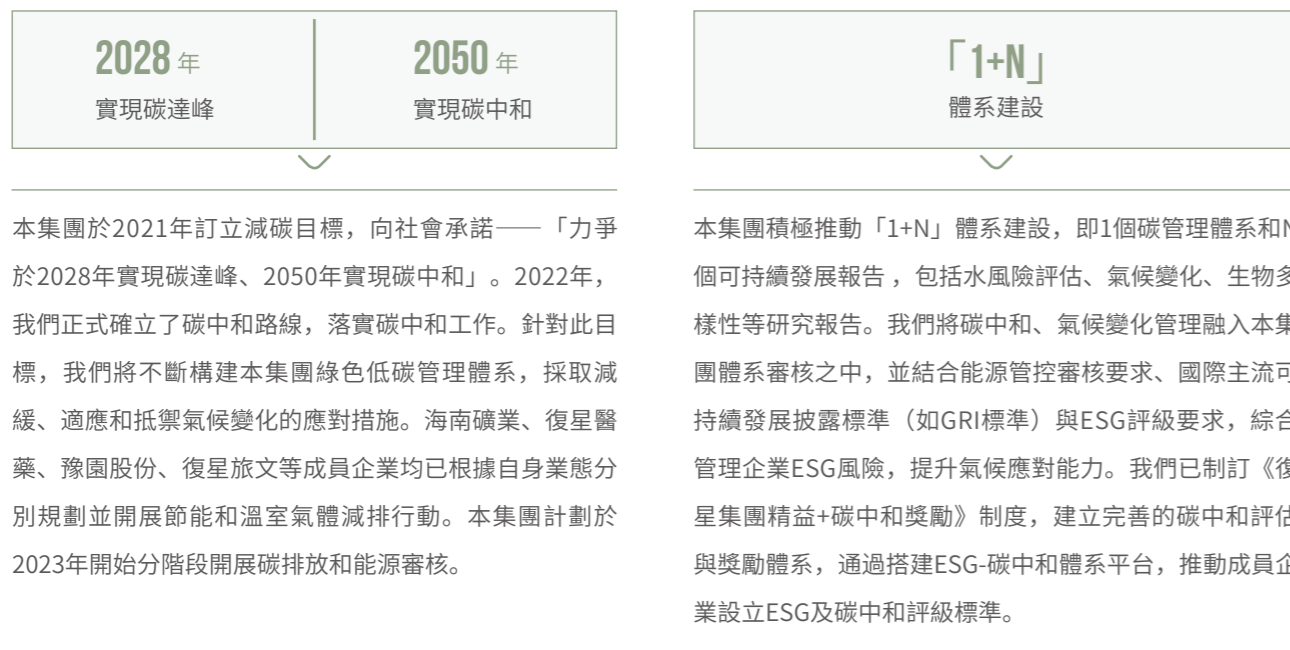 2028 年
實現碳達峰
2050 年
實現碳中和
本集團於2021年訂立減碳目標，向社會承諾——「力爭
於2028年實現碳達峰、2050年實現碳中和」。2022年，
我們正式確立了碳中和路線，落實碳中和工作。針對此目
標，我們將不斷構建本集團綠色低碳管理體系，採取減
緩、適應和抵禦氣候變化的應對措施。海南礦業、復星醫
藥、豫園股份、復星旅文等成員企業均已根據自身業態分
別規劃並開展節能和溫室氣體減排行動。本集團計劃於
2023年開始分階段開展碳排放和能源審核。
「1+N」
體系建設
本集團積極推動「1+N」體系建設，即1個碳管理體系和N
個可持續發展報告，包括水風險評估、氣候變化、生物多
樣性等研究報告。我們將碳中和、氣候變化管理融入本集
團體系審核之中，並結合能源管控審核要求、國際主流可
持續發展披露標準（如GRI標準）與ESG評級要求，綜合
管理企業ESG風險，提升氣候應對能力。我們已制訂《復
星集團精益+碳中和獎勵》制度，建立完善的碳中和評估
與獎勵體系，通過搭建ESG-碳中和體系平台，推動成員企
業設立ESG及碳中和評級標準。